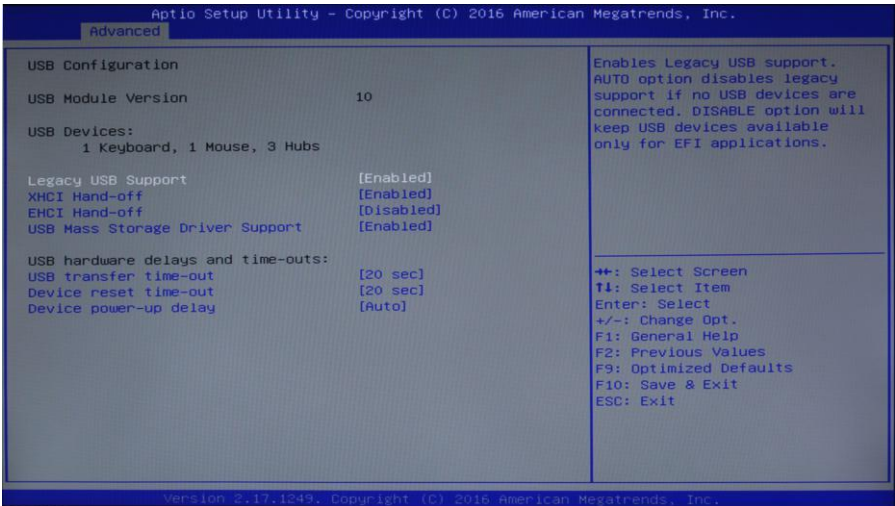 Aptio Setup Utility – Copyright (C) 2016 American Megatrends, Inc.
Advanced
USB Configuration
USB Module Version 10
USB Devices:
1 Keyboard, 1 Mouse, 3 Hubs
Legacy USB Support [Enabled]
XHCI Hand-off [Enabled]
EHCI Hand-off [Disabled]
USB Mass Storage Driver Support [Enabled]
USB hardware delays and time-outs:
USB transfer time-out [20 sec]
Device reset time-out [20 sec]
Device power-up delay [Auto]
Enables Legacy USB support.
AUTO option disables legacy
support if no USB devices are
connected. DISABLE option will
keep USB devices available
only for EFI applications.
→←: Select Screen
↑↓: Select Item
Enter: Select
+/-: Change Opt.
F1: General Help
F2: Previous Values
F9: Optimized Defaults
F10: Save & Exit
ESC: Exit
Version 2.17.1249. Copyright (C) 2016 American Megatrends, Inc.